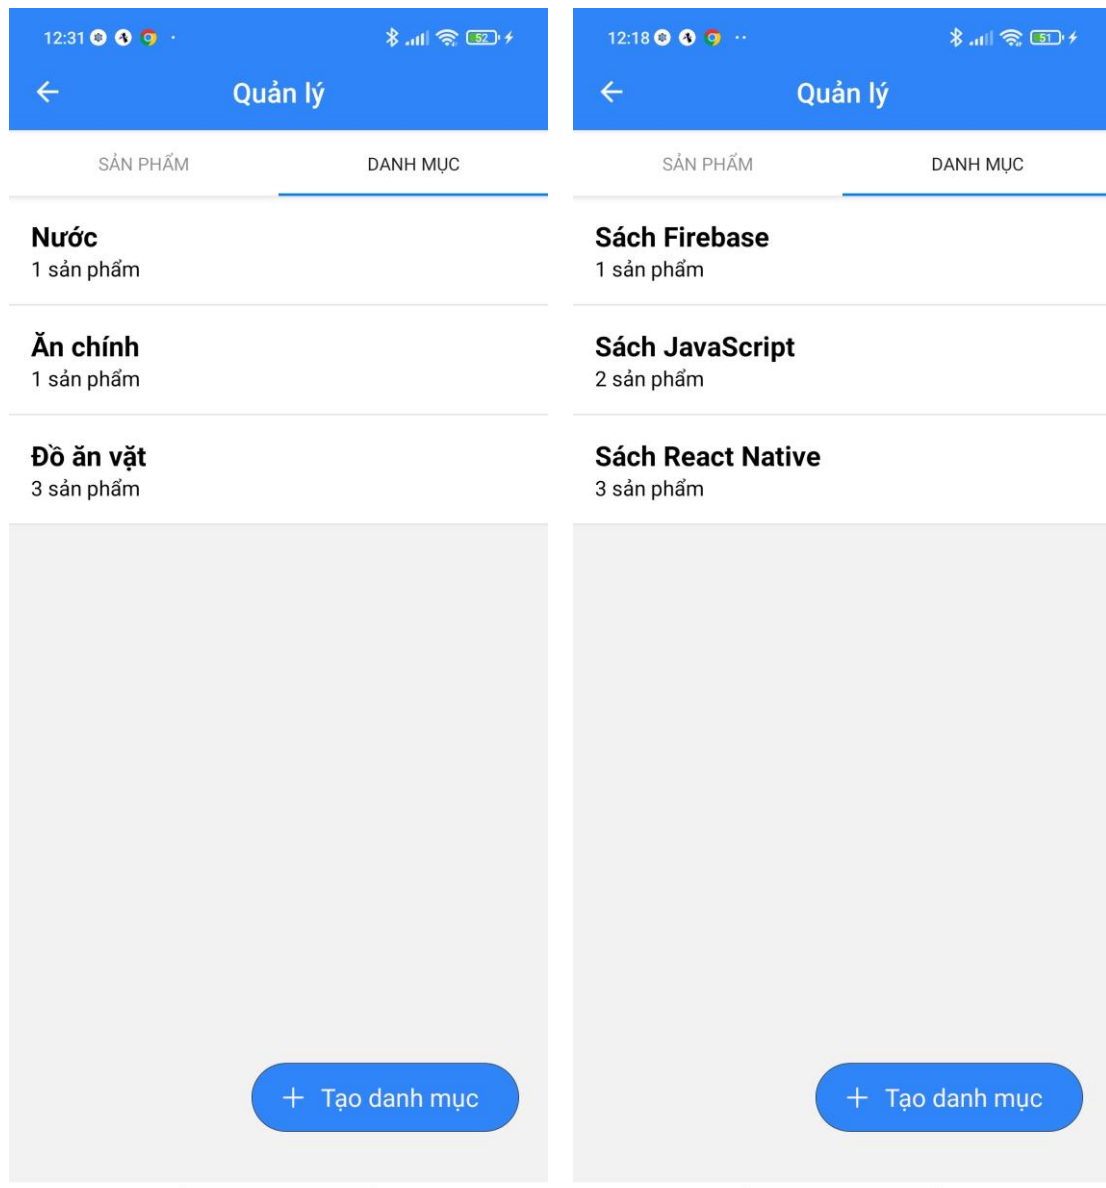 12:31
52
Quản lý
SẢN PHẨM
DANH MỤC
Nước
1 sản phẩm
Ăn chính
1 sản phẩm
Đồ ăn vặt
3 sản phẩm
+ Tạo danh mục
12:18
51
Quản lý
SẢN PHẨM
DANH MỤC
Sách Firebase
1 sản phẩm
Sách JavaScript
2 sản phẩm
Sách React Native
3 sản phẩm
+ Tạo danh mục